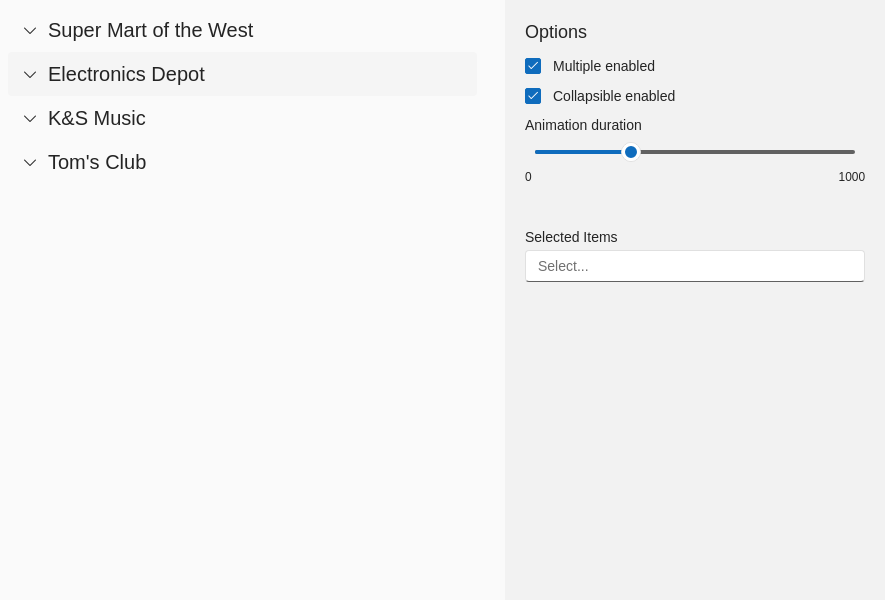 Super Mart of the West
Electronics Depot
K&S Music
Tom's Club
Options
Multiple enabled
Collapsible enabled
Animation duration
0 1000
Selected Items
Select...